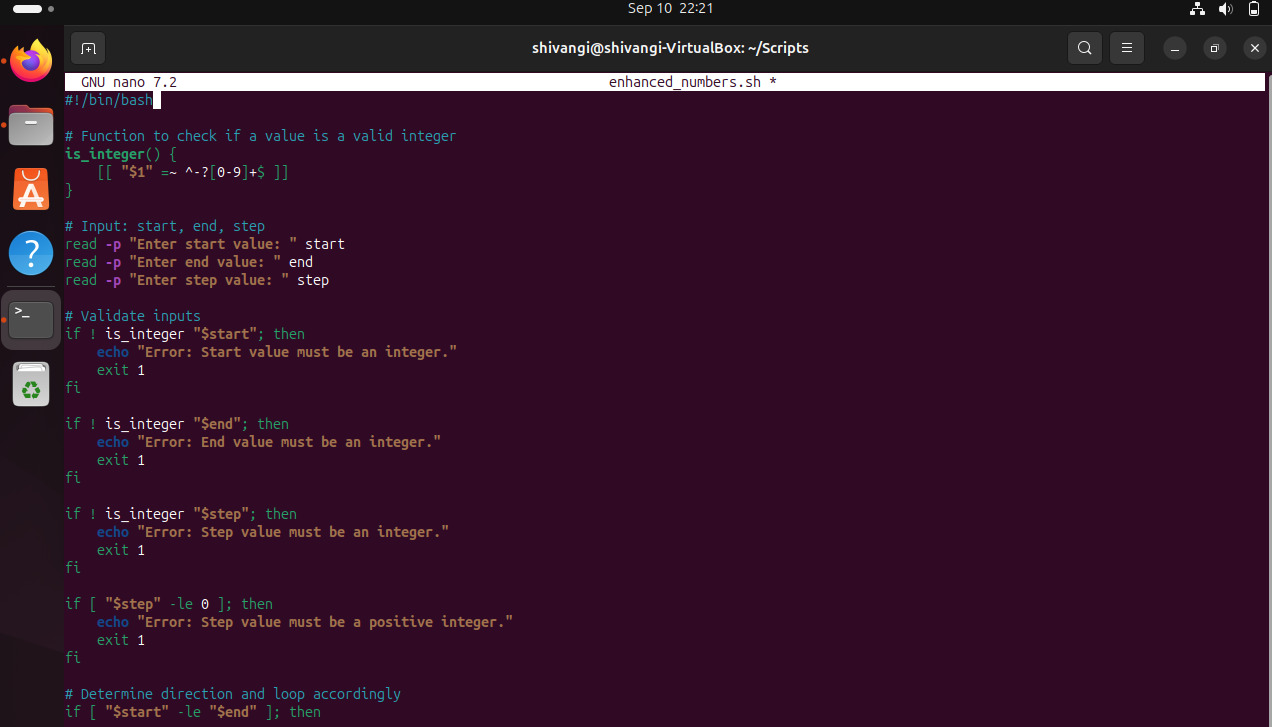 Sep 10 22:21
shivangi@shivangi-VirtualBox: ~/Scripts
GNU nano 7.2 enhanced_numbers.sh *
#!/bin/bash
# Function to check if a value is a valid integer
is_integer() {
    [[ "$1" =~ ^-?[0-9]+$ ]]
}
# Input: start, end, step
read -p "Enter start value: " start
read -p "Enter end value: " end
read -p "Enter step value: " step
# Validate inputs
if ! is_integer "$start"; then
    echo "Error: Start value must be an integer."
    exit 1
fi
if ! is_integer "$end"; then
    echo "Error: End value must be an integer."
    exit 1
fi
if ! is_integer "$step"; then
    echo "Error: Step value must be an integer."
    exit 1
fi
if [ "$step" -le 0 ]; then
    echo "Error: Step value must be a positive integer."
    exit 1
fi
# Determine direction and loop accordingly
if [ "$start" -le "$end" ]; then